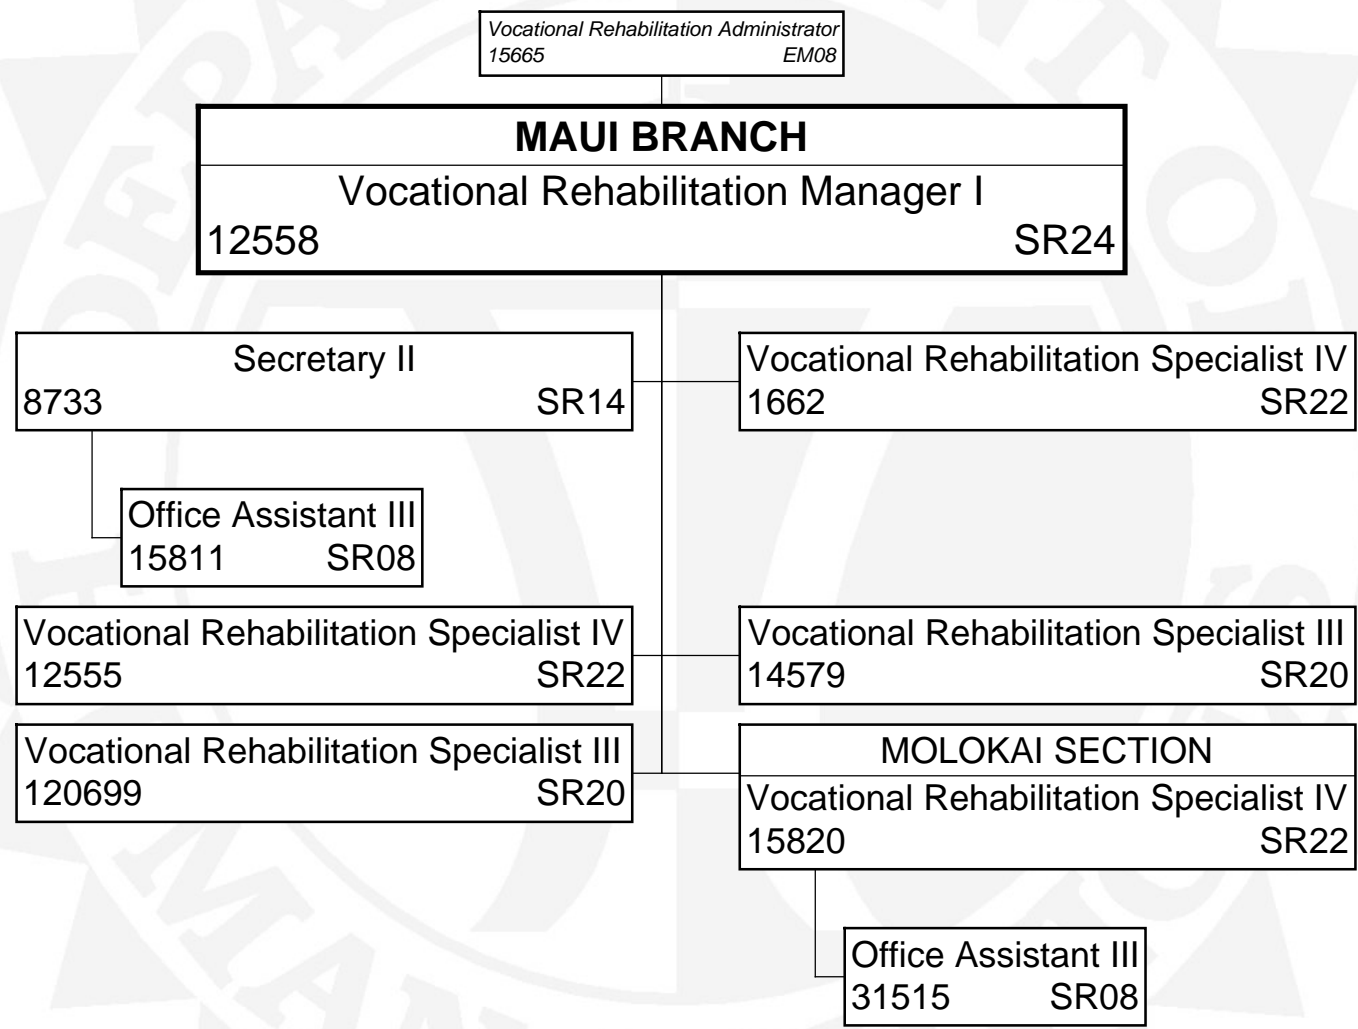 Vocational Rehabilitation Administrator
15665 EM08
MAUI BRANCH
Vocational Rehabilitation Manager I
12558 SR24
Secretary II
8733 SR14
Vocational Rehabilitation Specialist IV
1662 SR22
Office Assistant III
15811 SR08
Vocational Rehabilitation Specialist IV
12555 SR22
Vocational Rehabilitation Specialist III
14579 SR20
Vocational Rehabilitation Specialist III
120699 SR20
MOLOKAI SECTION
Vocational Rehabilitation Specialist IV
15820 SR22
Office Assistant III
31515 SR08